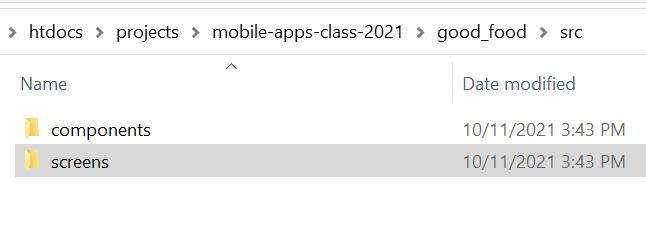 htdocs > projects > mobile-apps-class-2021 > good_food > src
Name Date modified
components 10/11/2021 3:43 PM
screens 10/11/2021 3:43 PM